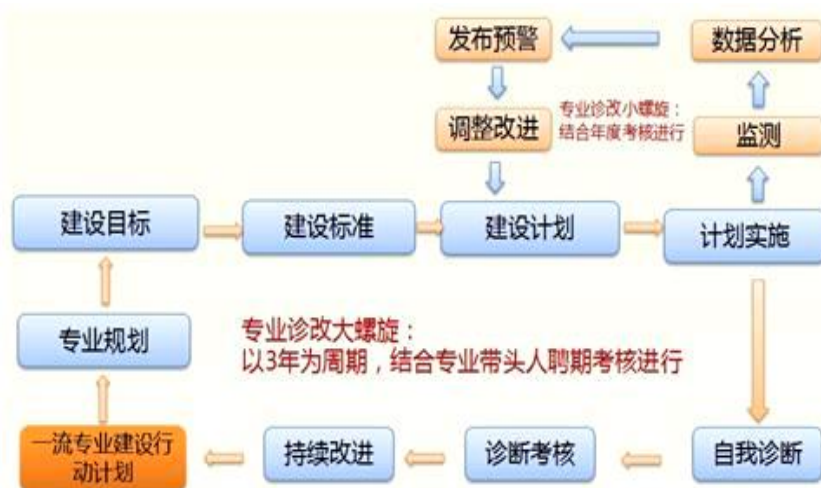 发布预警
数据分析
调整改进
专业诊改小螺旋：
结合年度考核进行
监测
建设目标
建设标准
建设计划
计划实施
专业规划
专业诊改大螺旋：
以3年为周期，结合专业带头人聘期考核进行
一流专业建设行
动计划
持续改进
诊断考核
自我诊断